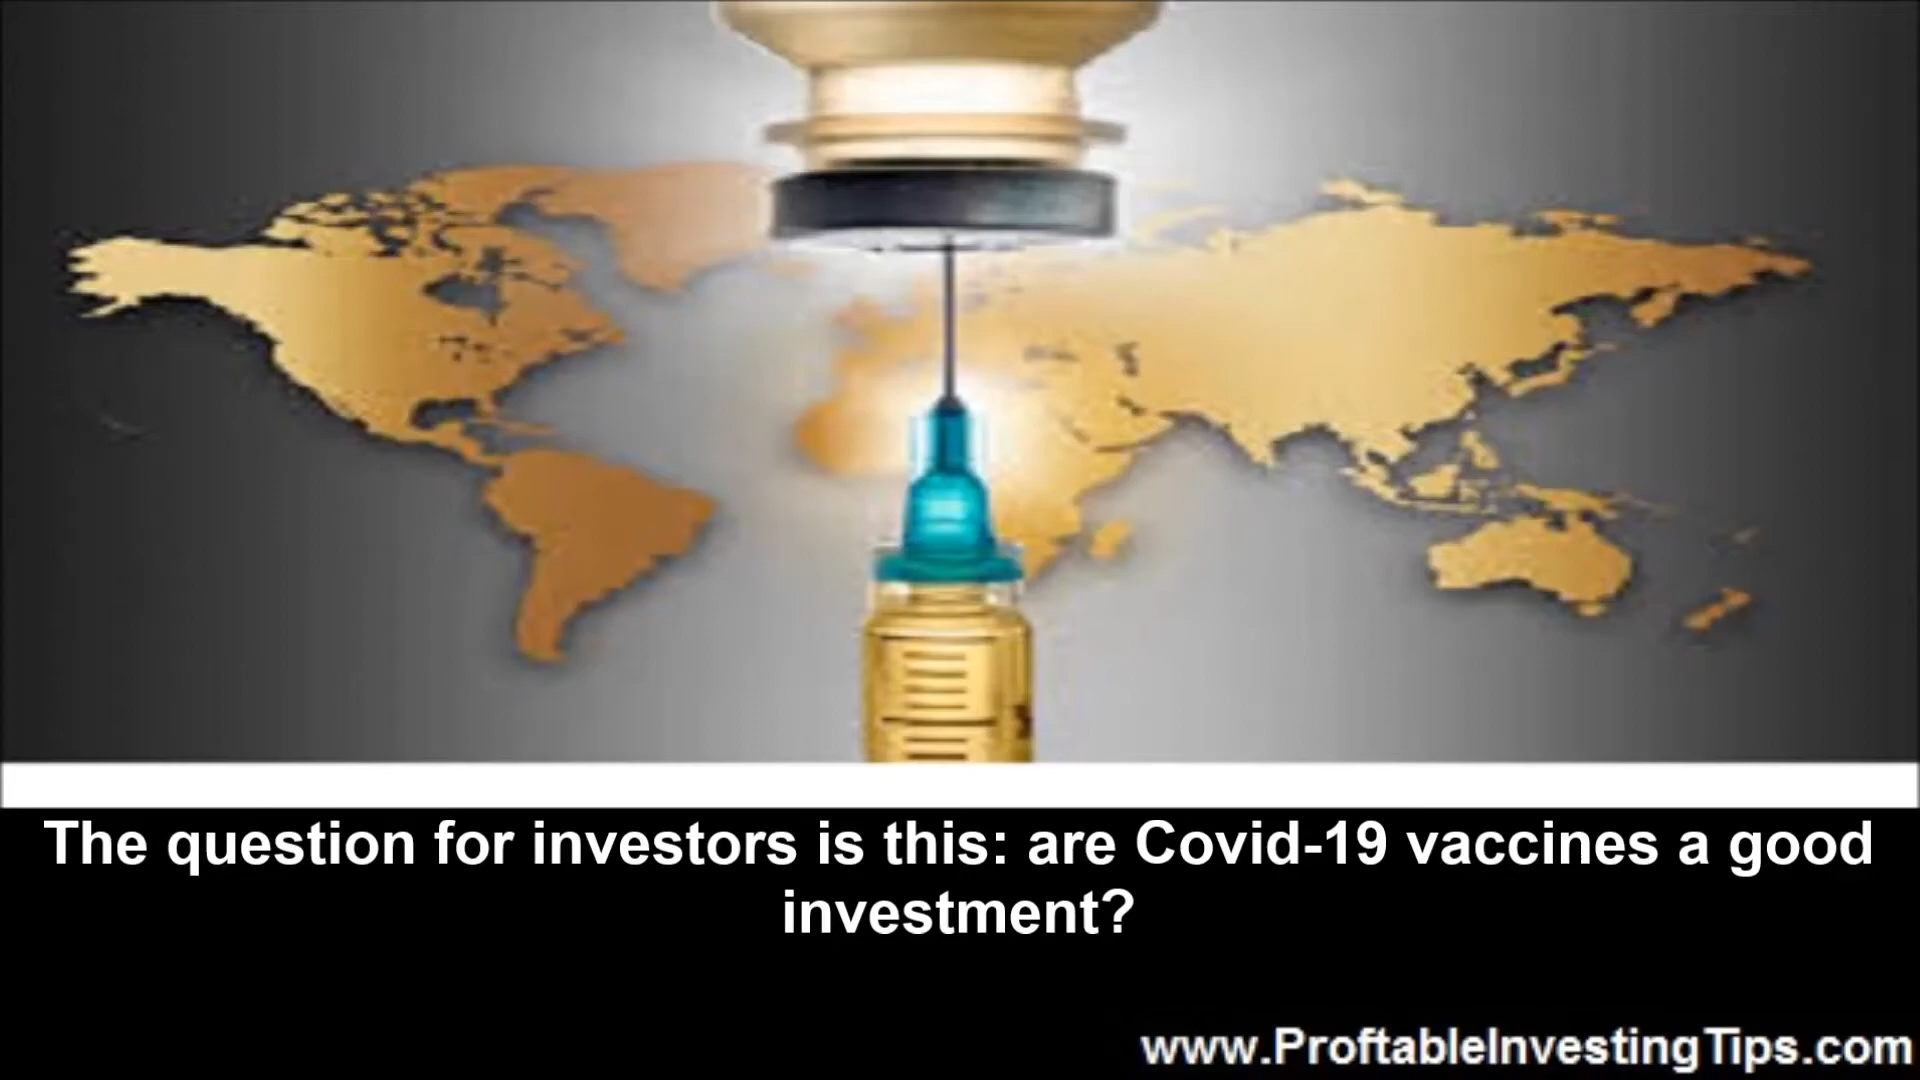 The question for investors is this: are Covid-19 vaccines a good
investment?
www.ProftableInvestingTips.com